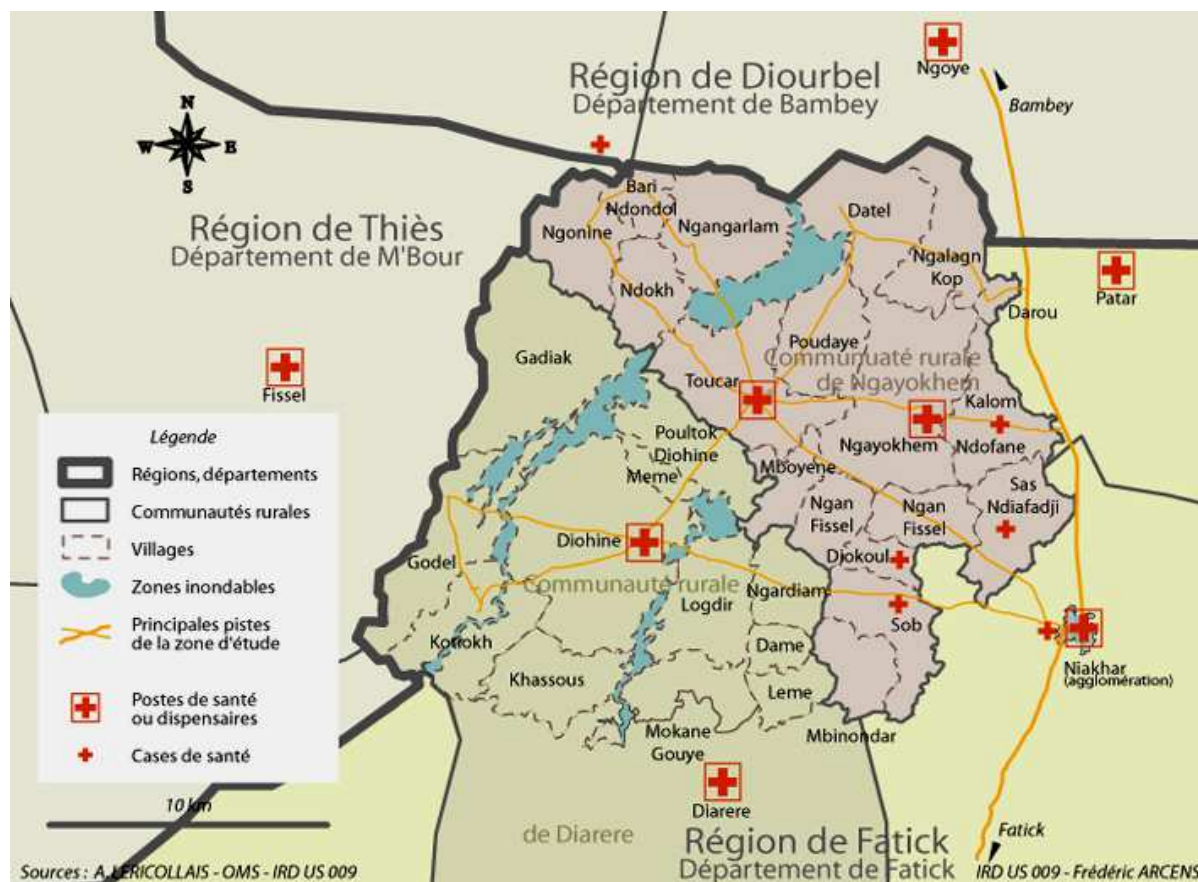 Ngoye
Région de Diourbel
Département de Bambey
Bambey
N
W E
S
Région de Thiès
Département de M'Bour
Bari
Ndondol
Ngonine
Ngangarlam
Datel
Ngalagn
Kop
Ndokh
Patar
Darou
Gadiak
Poudaye
Communuaté rurale
de Ngayokhem
Toucar
Fissel
Kalom
Légende
Régions, départements
Communautés rurales
Villages
Zones inondables
Principales pistes
de la zone d'étude
Postes de santé
ou dispensaires
Cases de santé
10 km
Poultok
Diohine
Meme
Mboyene
Ngayokhem
Ndofane
Sas
Ndiafadji
Ngan
Fissel
Ngan
Fissel
Diohine
Djokoul
Godel
Communauté rurale
Ngardiam
Logdir
Sob
Kotrokh
Dame
Niakhar
(agglomération)
Khassous
Leme
Mokane
Gouye
Mbinondar
Diarere
de Diarere
Région de Fatick
Département de Fatick
Fatick
Sources : A. LERICOLLAIS - OMS - IRD US 009
IRD US 009 - Frédéric ARCENS